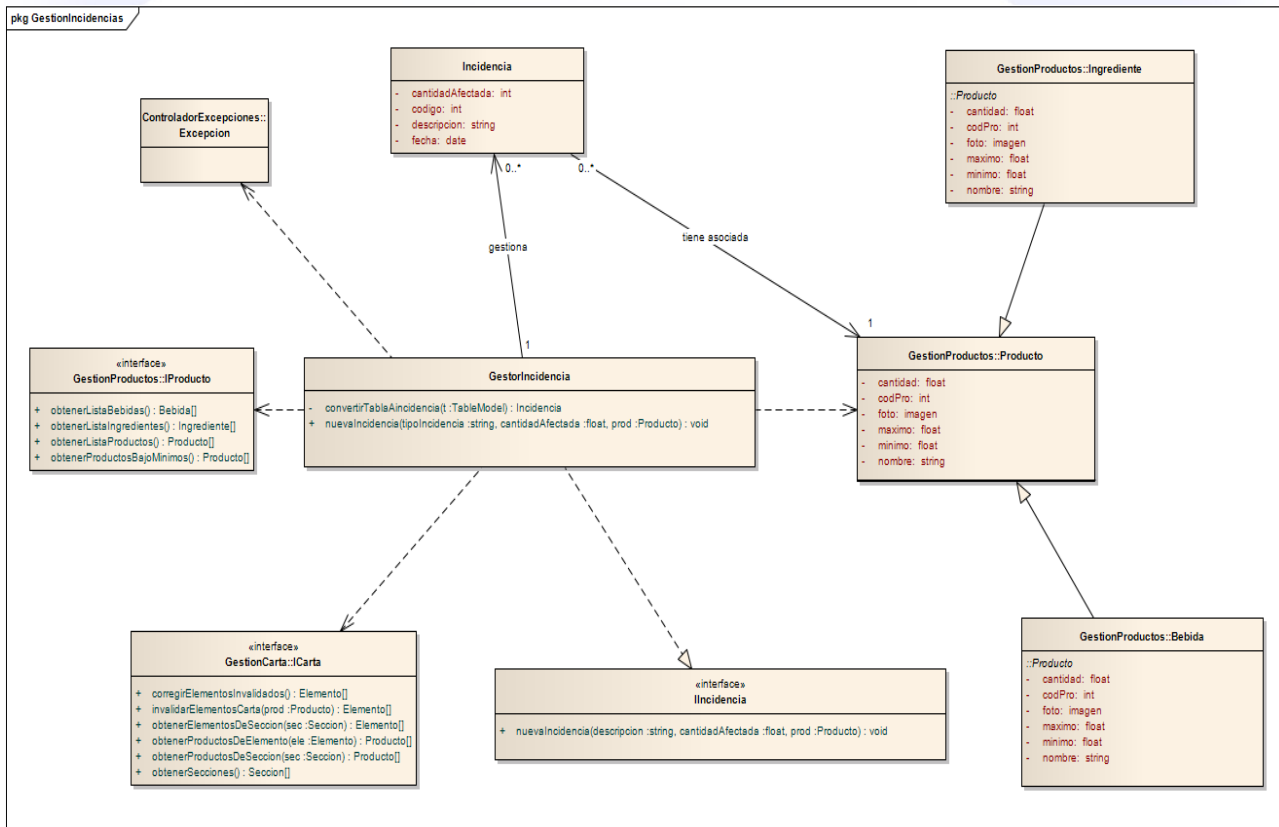 pkg GestionIncidencias
Incidencia
- cantidadAfectada: int
- codigo: int
- descripcion: string
- fecha: date
GestionProductos::Ingrediente
::Producto
- cantidad: float
- codPro: int
- foto: imagen
- maximo: float
- minimo: float
- nombre: string
ControladorExcepciones::
Excepcion
0..*
0..*
gestiona
tiene asociada
1
1
«interface»
GestionProductos::IProducto
+ obtenerListaBebidas() : Bebida[]
+ obtenerListaIngredientes() : Ingrediente[]
+ obtenerListaProductos() : Producto[]
+ obtenerProductosBajoMinimos() : Producto[]
GestorIncidencia
- convertirTablaAincidencia(t :TableModel) : Incidencia
+ nuevaIncidencia(tipoIncidencia :string, cantidadAfectada :float, prod :Producto) : void
GestionProductos::Producto
- cantidad: float
- codPro: int
- foto: imagen
- maximo: float
- minimo: float
- nombre: string
«interface»
GestionCarta::ICarta
+ corregirElementosInvalidados() : Elemento[]
+ invalidarElementosCarta(prod :Producto) : Elemento[]
+ obtenerElementosDeSeccion(sec :Seccion) : Elemento[]
+ obtenerProductosDeElemento(ele :Elemento) : Producto[]
+ obtenerProductosDeSeccion(sec :Seccion) : Producto[]
+ obtenerSecciones() : Seccion[]
«interface»
IIncidencia
+ nuevaIncidencia(descripcion :string, cantidadAfectada :float, prod :Producto) : void
GestionProductos::Bebida
::Producto
- cantidad: float
- codPro: int
- foto: imagen
- maximo: float
- minimo: float
- nombre: string